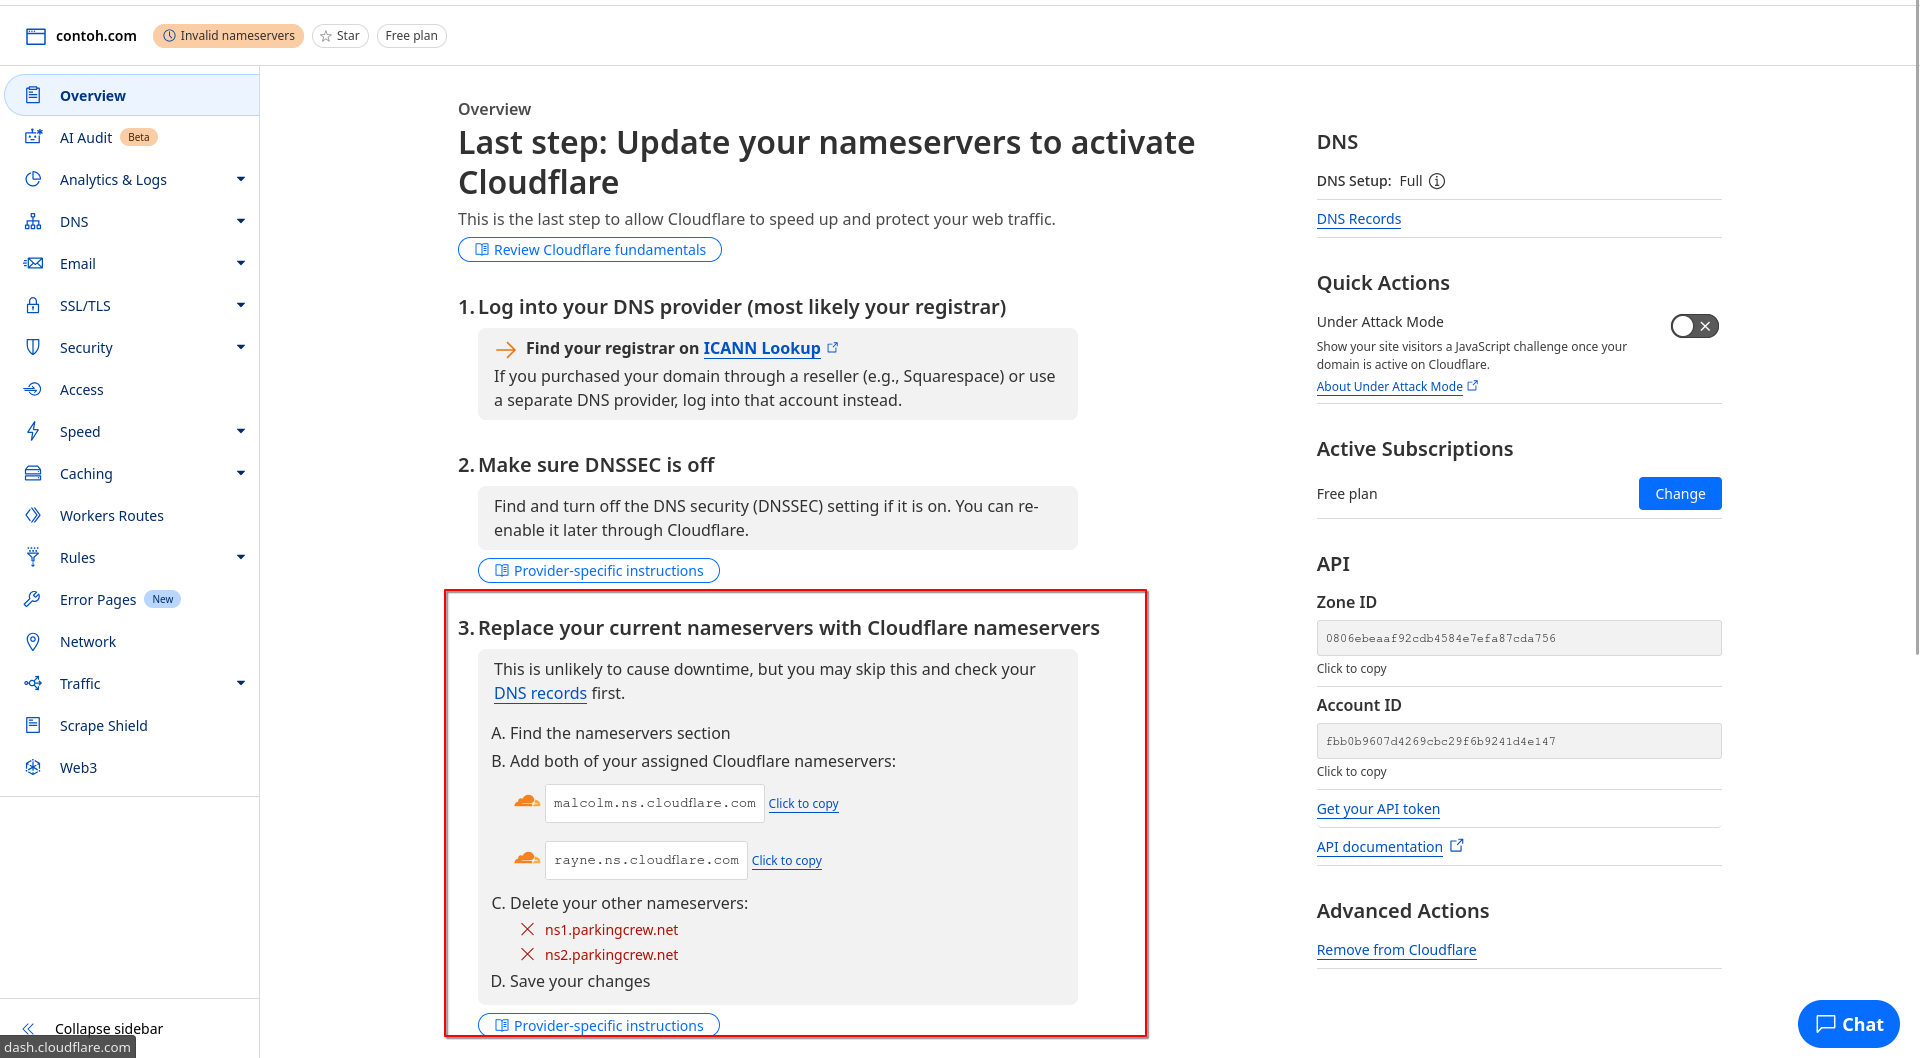 contoh.com
Invalid nameservers
Star
Free plan
Overview
AI Audit Beta
Analytics & Logs
DNS
Email
SSL/TLS
Security
Access
Speed
Caching
Workers Routes
Rules
Error Pages New
Network
Traffic
Scrape Shield
Web3
Collapse sidebar
dash.cloudflare.com
Overview
Last step: Update your nameservers to activate
Cloudflare
This is the last step to allow Cloudflare to speed up and protect your web traffic.
Review Cloudflare fundamentals
1. Log into your DNS provider (most likely your registrar)
Find your registrar on ICANN Lookup
If you purchased your domain through a reseller (e.g., Squarespace) or use
a separate DNS provider, log into that account instead.
2. Make sure DNSSEC is off
Find and turn off the DNS security (DNSSEC) setting if it is on. You can re-
enable it later through Cloudflare.
Provider-specific instructions
3. Replace your current nameservers with Cloudflare nameservers
This is unlikely to cause downtime, but you may skip this and check your
DNS records first.
A. Find the nameservers section
B. Add both of your assigned Cloudflare nameservers:
malcolm.ns.cloudflare.com Click to copy
rayne.ns.cloudflare.com Click to copy
C. Delete your other nameservers:
ns1.parkingcrew.net
ns2.parkingcrew.net
D. Save your changes
Provider-specific instructions
DNS
DNS Setup: Full
DNS Records
Quick Actions
Under Attack Mode
Show your site visitors a JavaScript challenge once your
domain is active on Cloudflare.
About Under Attack Mode
Active Subscriptions
Free plan
Change
API
Zone ID
0806ebeaaf92cdb4584e7efa87cda756
Click to copy
Account ID
fbb0b9607d4269cbc29f6b9241d4e147
Click to copy
Get your API token
API documentation
Advanced Actions
Remove from Cloudflare
Chat